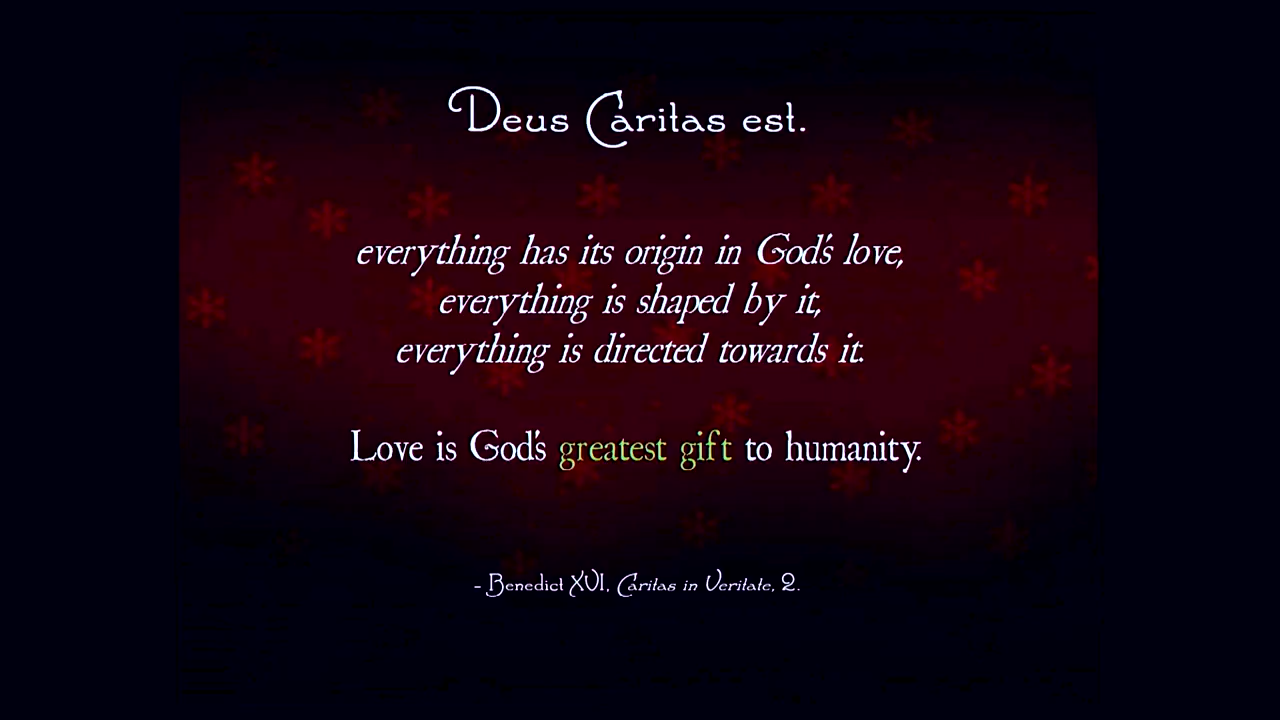 Deus Caritas est.
everything has its origin in God's love,
everything is shaped by it,
everything is directed towards it.
Love is God's greatest gift to humanity.
- Benedict XVI, Caritas in Veritate, 2.